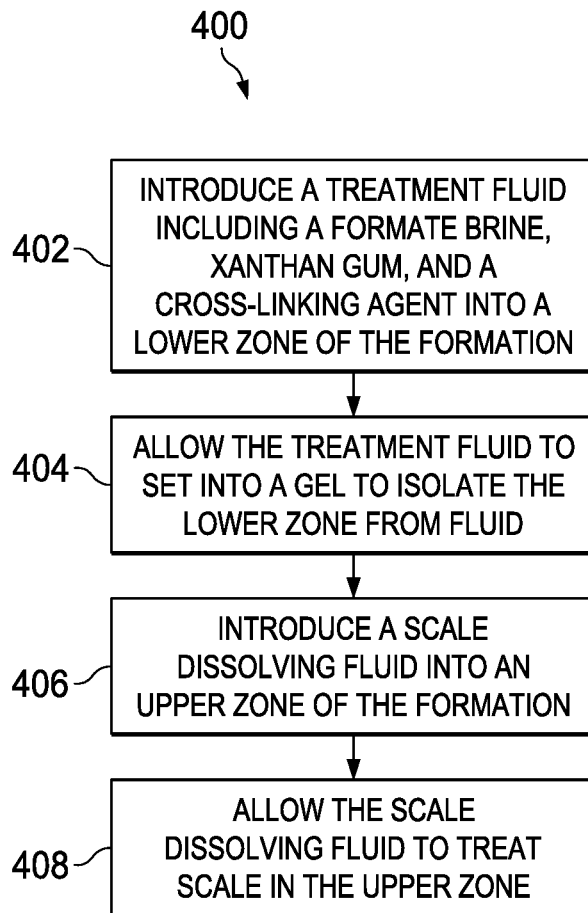 400
402
INTRODUCE A TREATMENT FLUID
INCLUDING A FORMATE BRINE,
XANTHAN GUM, AND A
CROSS-LINKING AGENT INTO A
LOWER ZONE OF THE FORMATION
404
ALLOW THE TREATMENT FLUID TO
SET INTO A GEL TO ISOLATE THE
LOWER ZONE FROM FLUID
406
INTRODUCE A SCALE
DISSOLVING FLUID INTO AN
UPPER ZONE OF THE FORMATION
408
ALLOW THE SCALE
DISSOLVING FLUID TO TREAT
SCALE IN THE UPPER ZONE